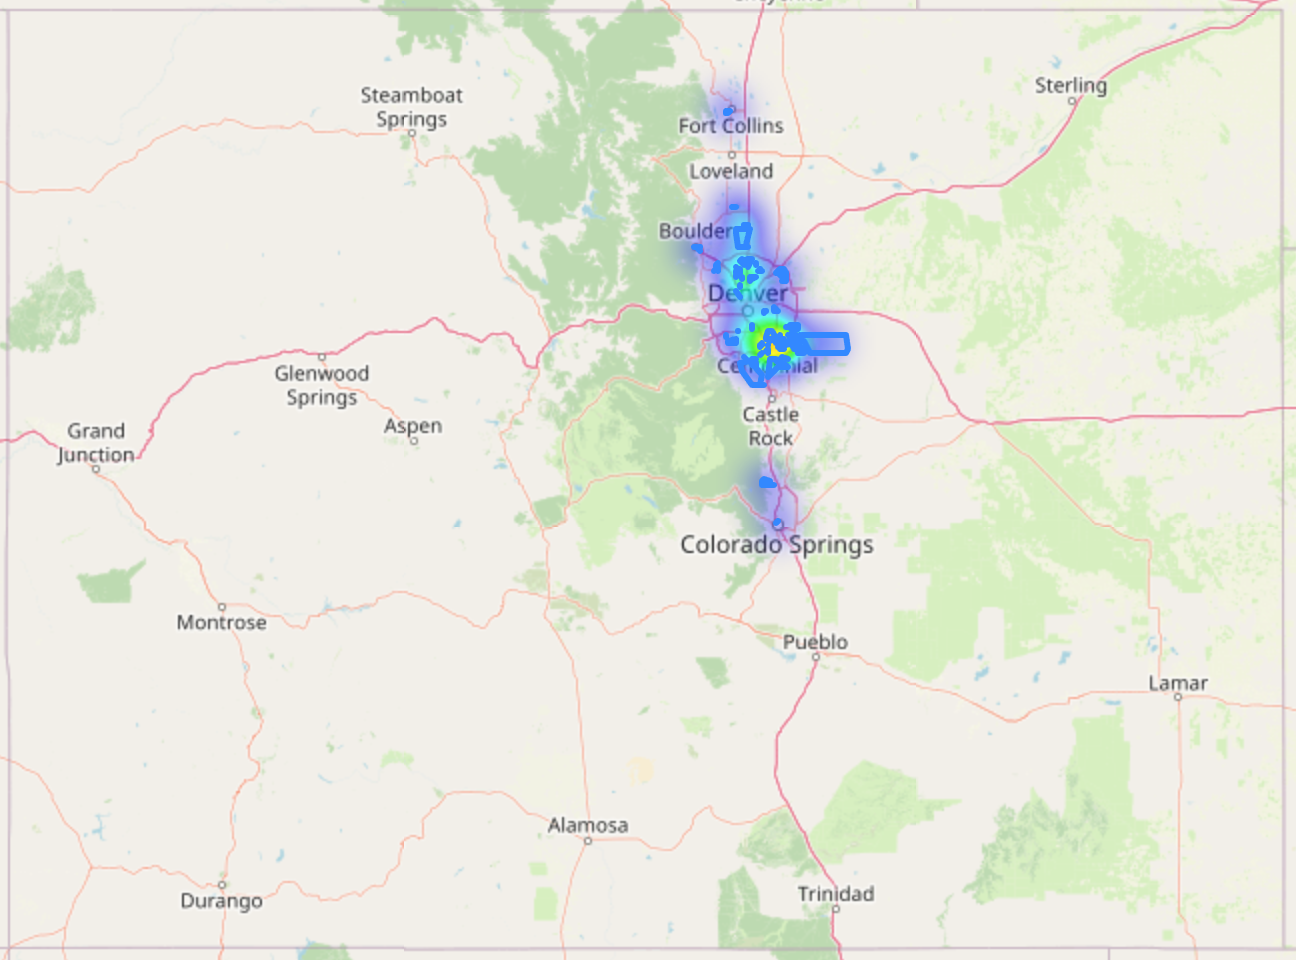 Cheyenne
Sterling
Steamboat
Springs
Fort Collins
Loveland
Boulder
Denver
Centennial
Glenwood
Springs
Castle
Rock
Aspen
Grand
Junction
Colorado Springs
Montrose
Pueblo
Lamar
Alamosa
Durango
Trinidad